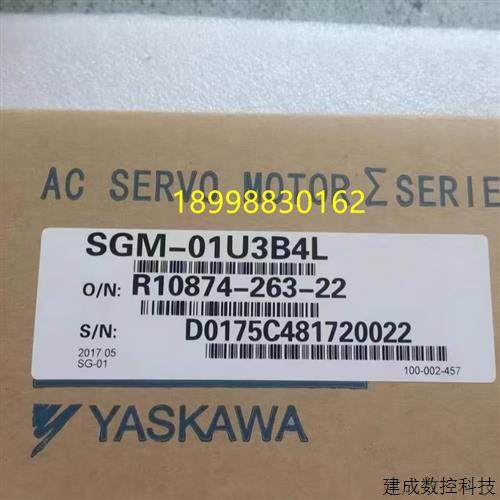 AC SERVO MOTOR Σ SERIE
18998830162
SGM-01U3B4L
O/N: R10874-263-22
S/N: D0175C481720022
2017 05
SG-01
100-002-457
YASKAWA
建成数控科技